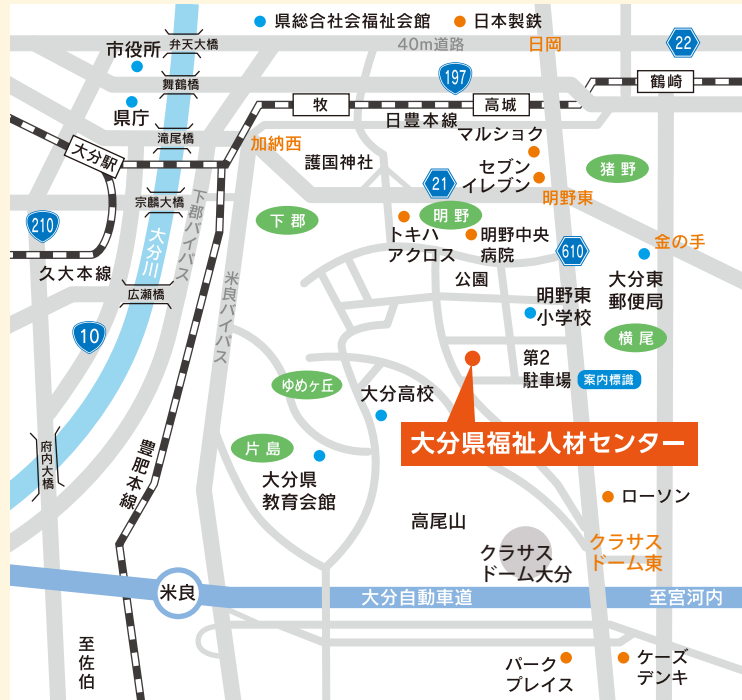 県総合社会福祉会館
日本製鉄
市役所
弁天大橋
40m道路
日岡
22
舞鶴橋
197
鶴崎
県庁
牧
高城
日豊本線
滝尾橋
加納西
マルショク
大分駅
護国神社
セブン
イレブン
猪野
21
宗麟大橋
下郡バイパス
明野東
210
大分川
下郡
明野
トキハ
アクロス
明野中央
病院
610
金の手
久大本線
公園
大分東
郵便局
広瀬橋
米良バイパス
明野東
小学校
10
横尾
第2
駐車場
案内標識
ゆめヶ丘
大分高校
大分県福祉人材センター
府内大橋
豊肥本線
片島
大分県
教育会館
ローソン
高尾山
クラサス
ドーム大分
クラサス
ドーム東
米良
大分自動車道
至宮河内
至佐伯
パーク
プレイス
ケーズ
デンキ